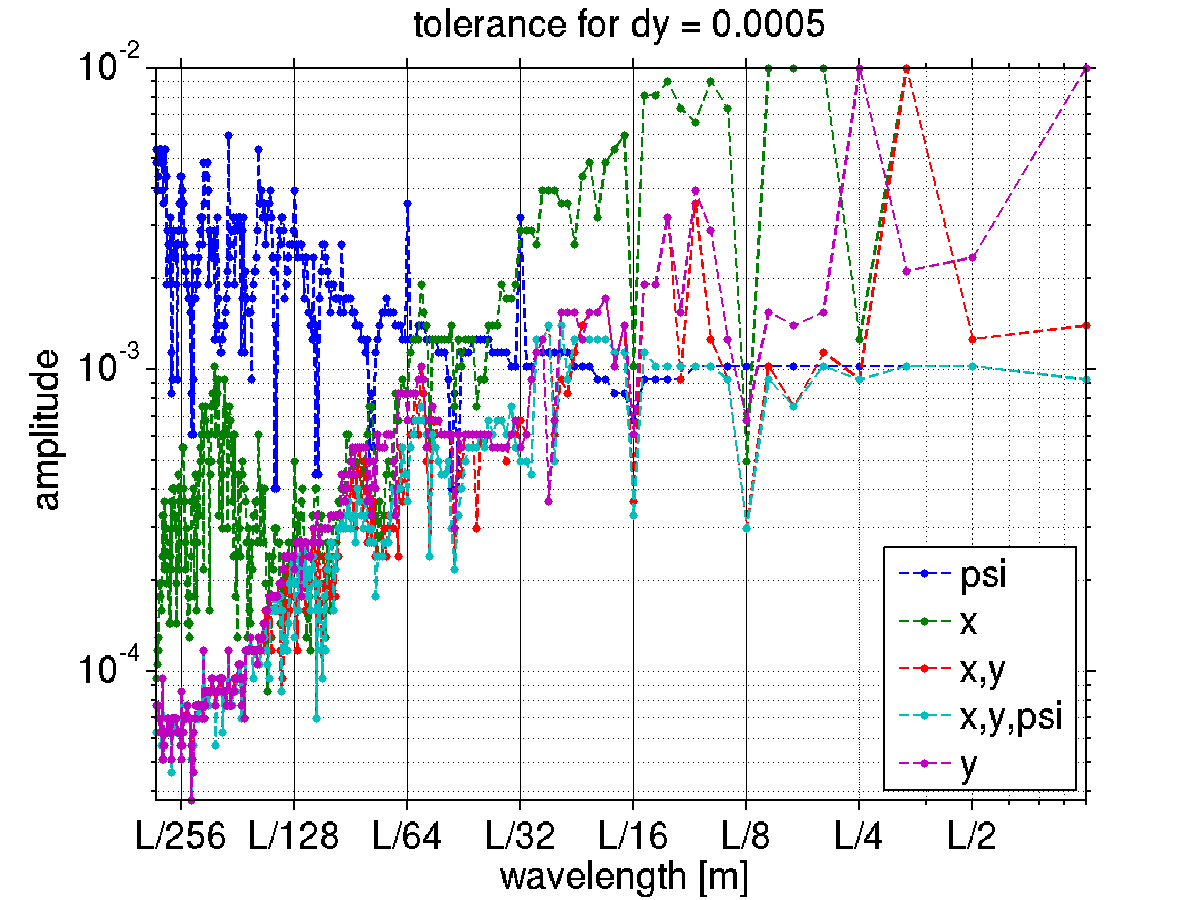 tolerance for dy = 0.0005
10^-2
10^-3
10^-4
amplitude
psi
x
x,y
x,y,psi
y
L/256 L/128 L/64 L/32 L/16 L/8 L/4 L/2
wavelength [m]